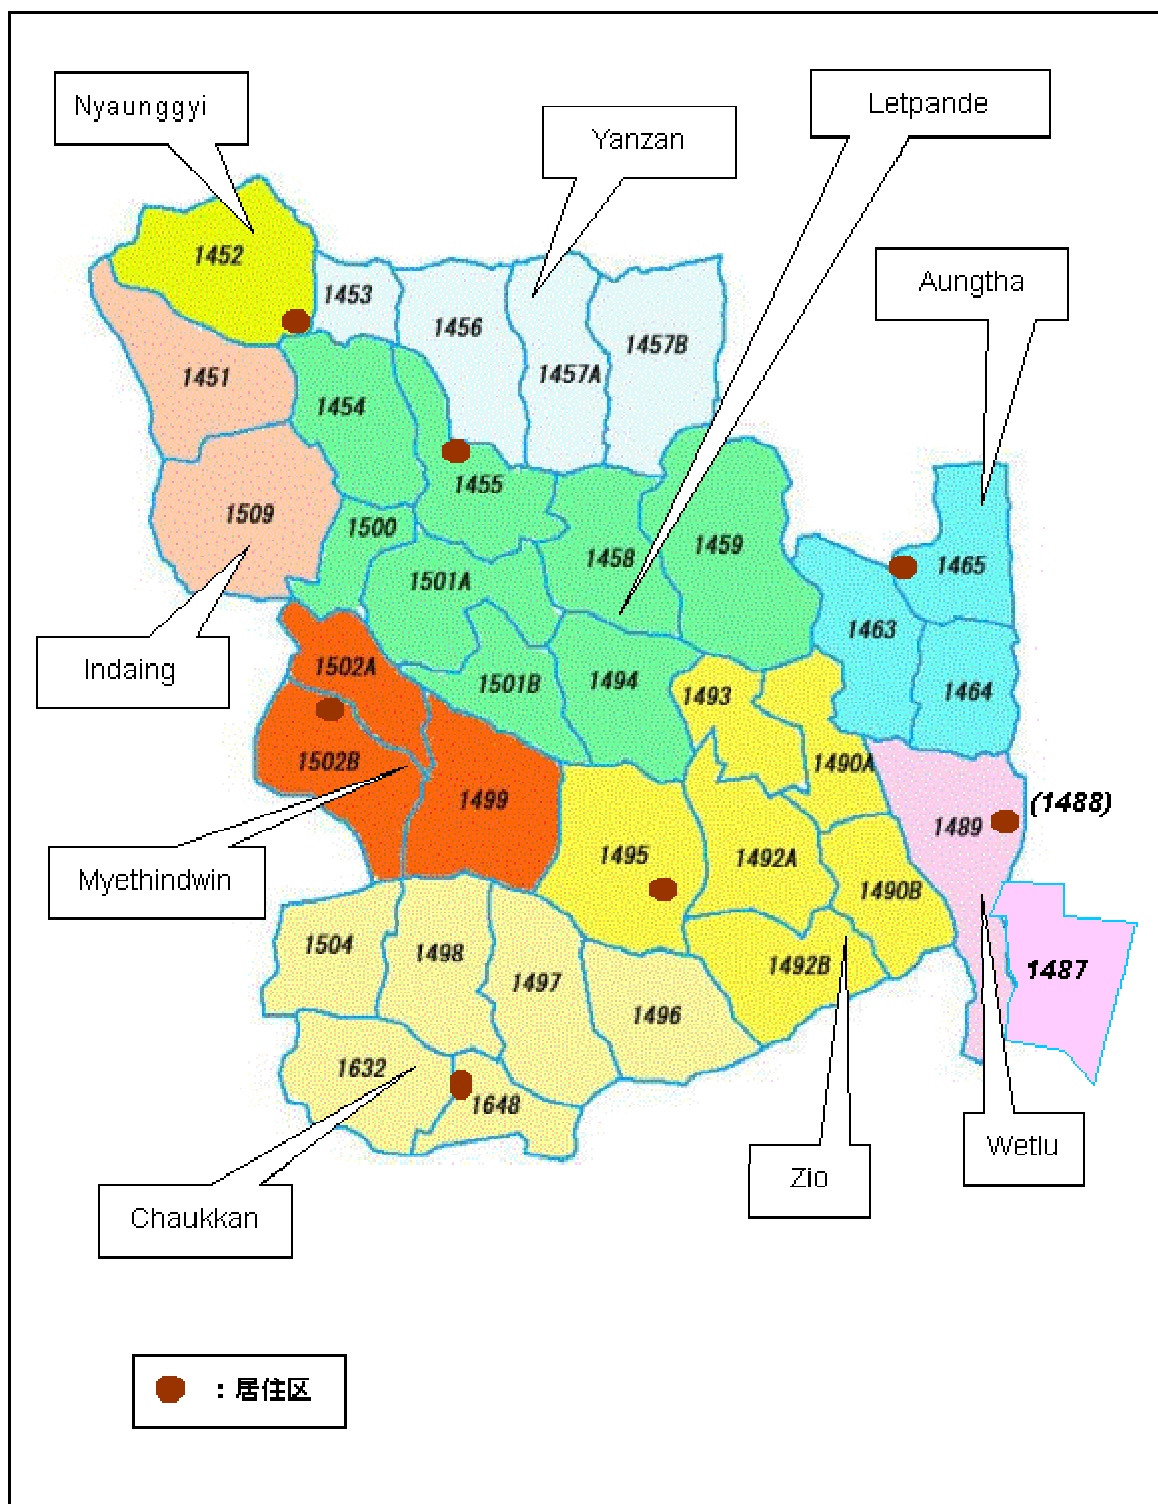 Nyaunggyi
Yanzan
Letpande
Aungtha
1452
1453
1456
1457A
1457B
1451
1454
1455
1509
1500
1458
1459
1465
1501A
1463
1464
Indaing
1502A
1501B
1494
1493
1502B
1499
1490A
(1488)
1489
1495
1492A
1490B
Myethindwin
1504
1498
1497
1496
1492B
1487
1632
1648
Wetlu
Zio
Chaukkan
：居住区